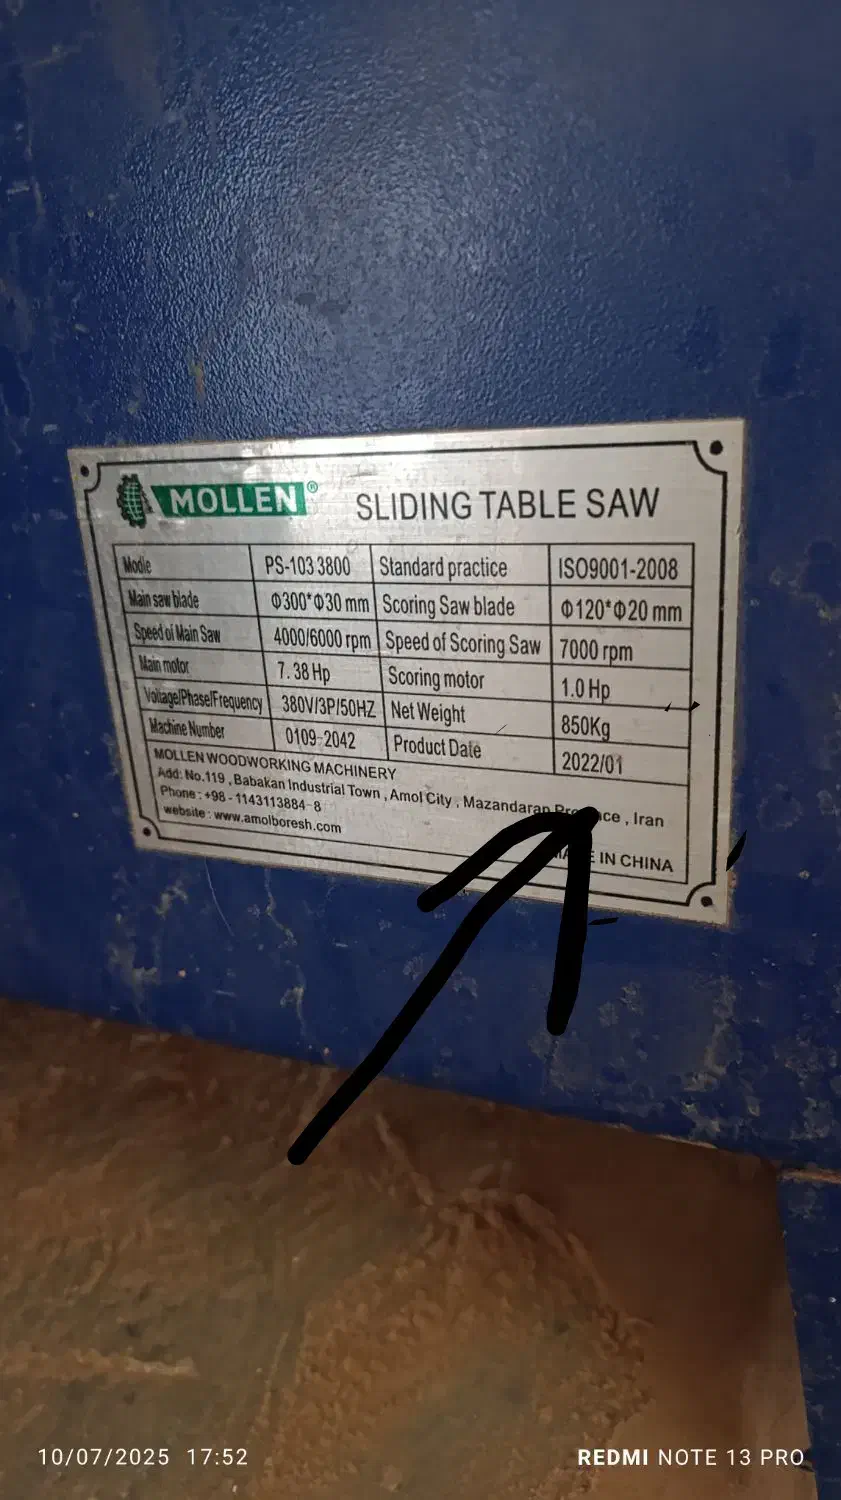 MOLLEN® SLIDING TABLE SAW
Modle PS-103 3800 Standard practice ISO9001-2008
Main saw blade Φ300*Φ30 mm Scoring Saw blade Φ120*Φ20 mm
Speed of Main Saw 4000/6000 rpm Speed of Scoring Saw 7000 rpm
Main motor 7.38 Hp Scoring motor 1.0 Hp
Voltage/Phase/Frequency 380V/3P/50HZ Net Weight 850Kg
Machine Number 0109-2042 Product Date 2022/01
MOLLEN WOODWORKING MACHINERY
Add: No.119 , Babakan Industrial Town , Amol City , Mazandaran Province , Iran
Phone : +98 - 1143113884-8
website : www.amolboresh.com
MADE IN CHINA
10/07/2025 17:52
REDMI NOTE 13 PRO